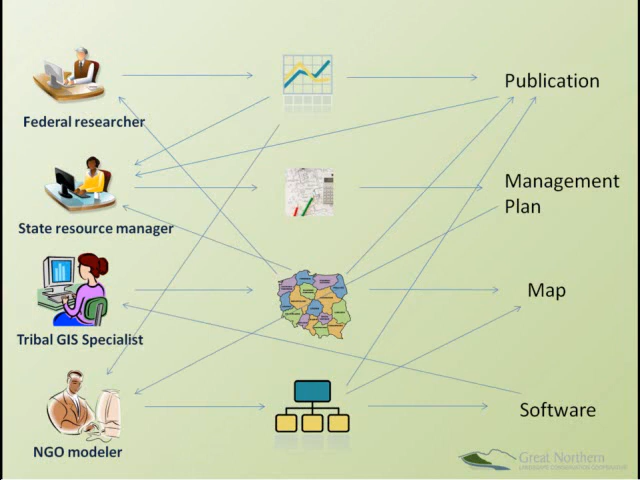 Federal researcher
Publication
State resource manager
Management
Plan
Tribal GIS Specialist
Map
NGO modeler
Software
Great Northern
LANDSCAPE CONSERVATION COOPERATIVE